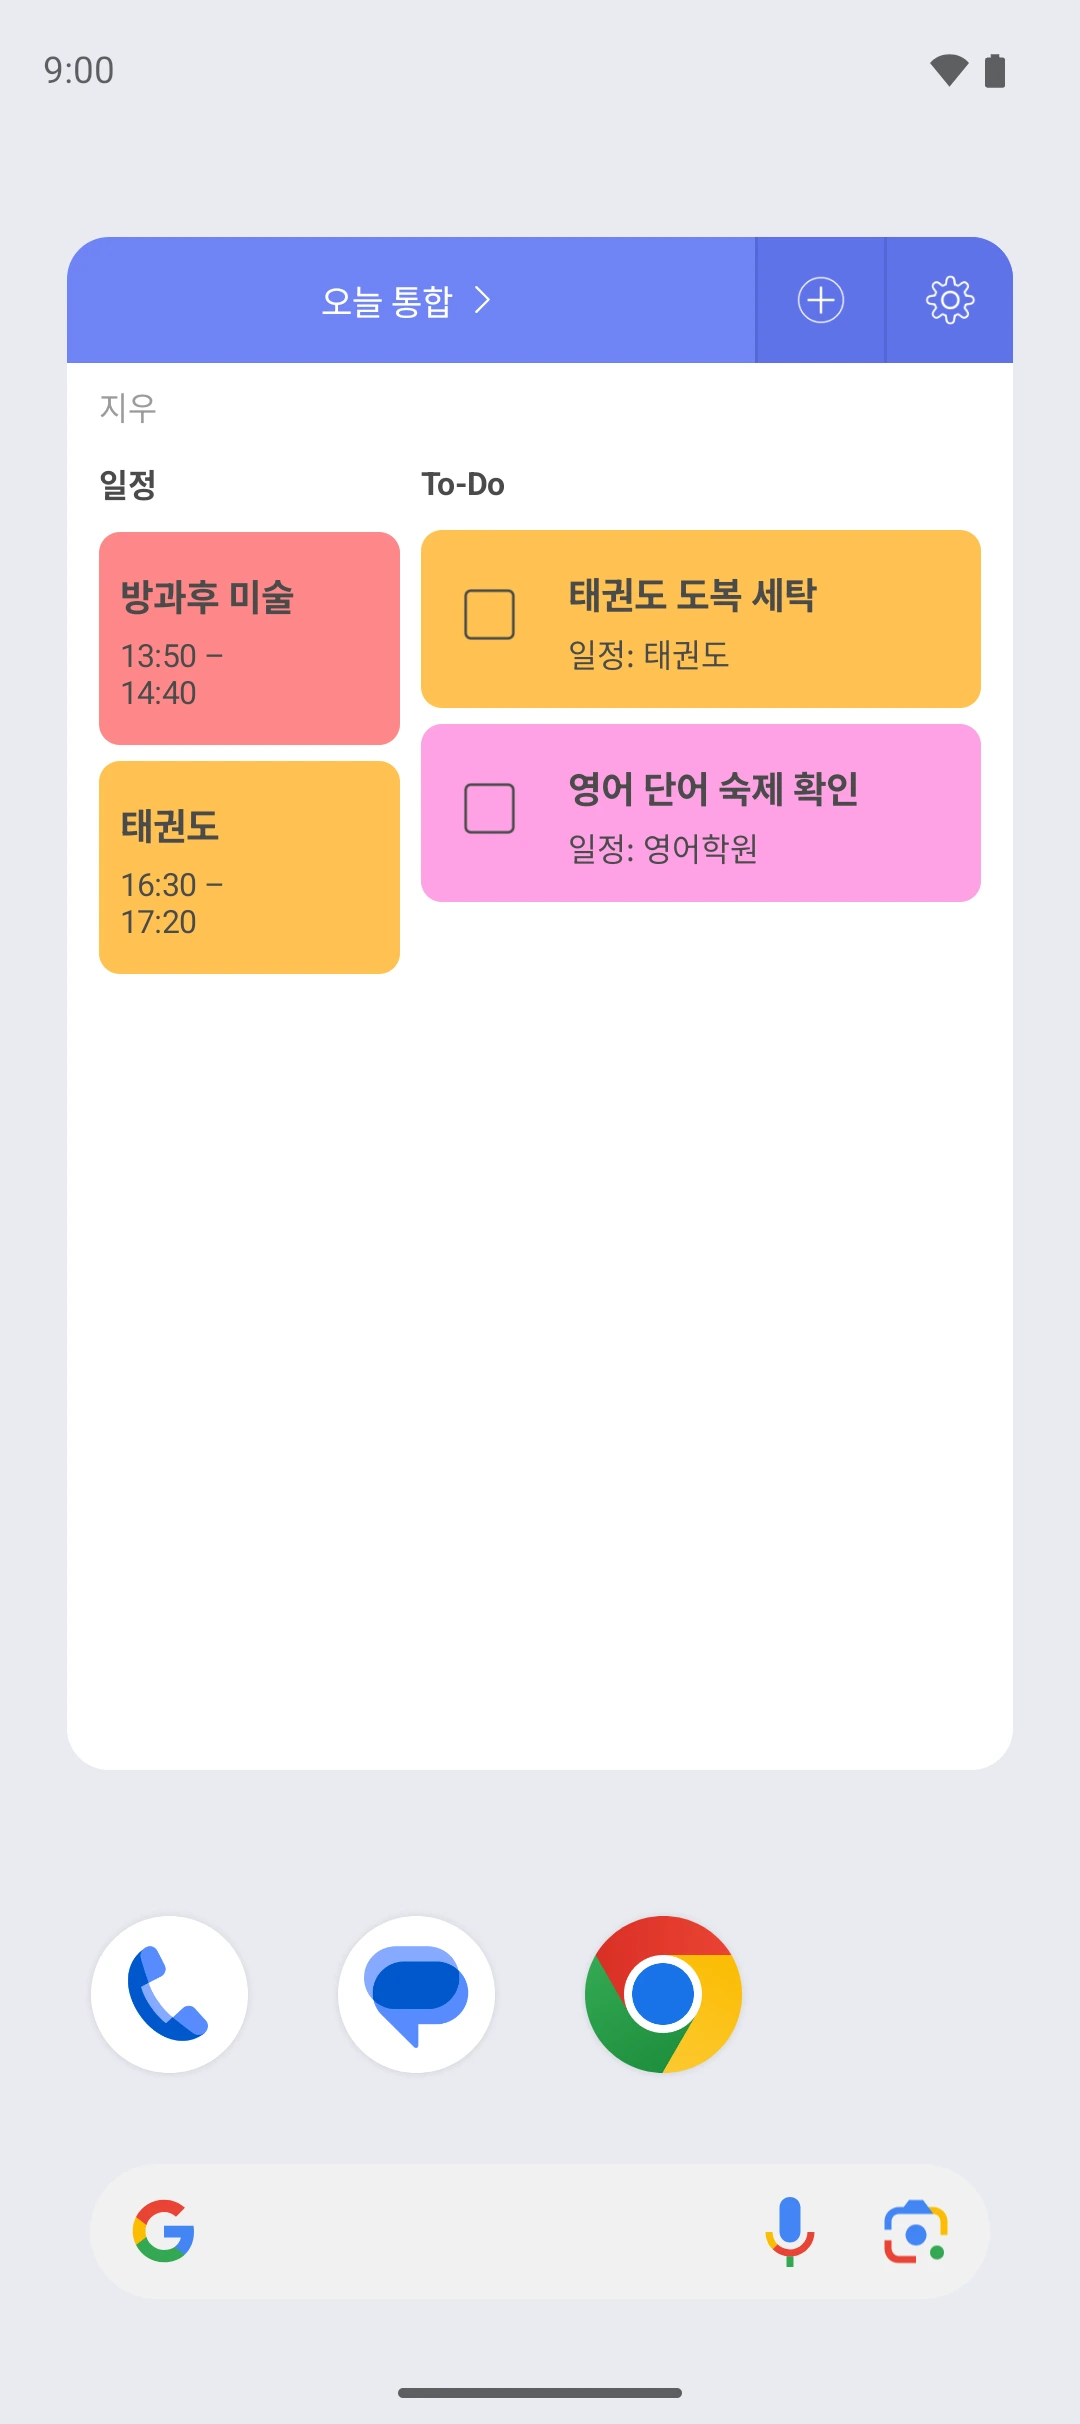 9:00
오늘 통합
지우
일정
To-Do
방과후 미술
13:50 –
14:40
태권도
16:30 –
17:20
태권도 도복 세탁
일정: 태권도
영어 단어 숙제 확인
일정: 영어학원